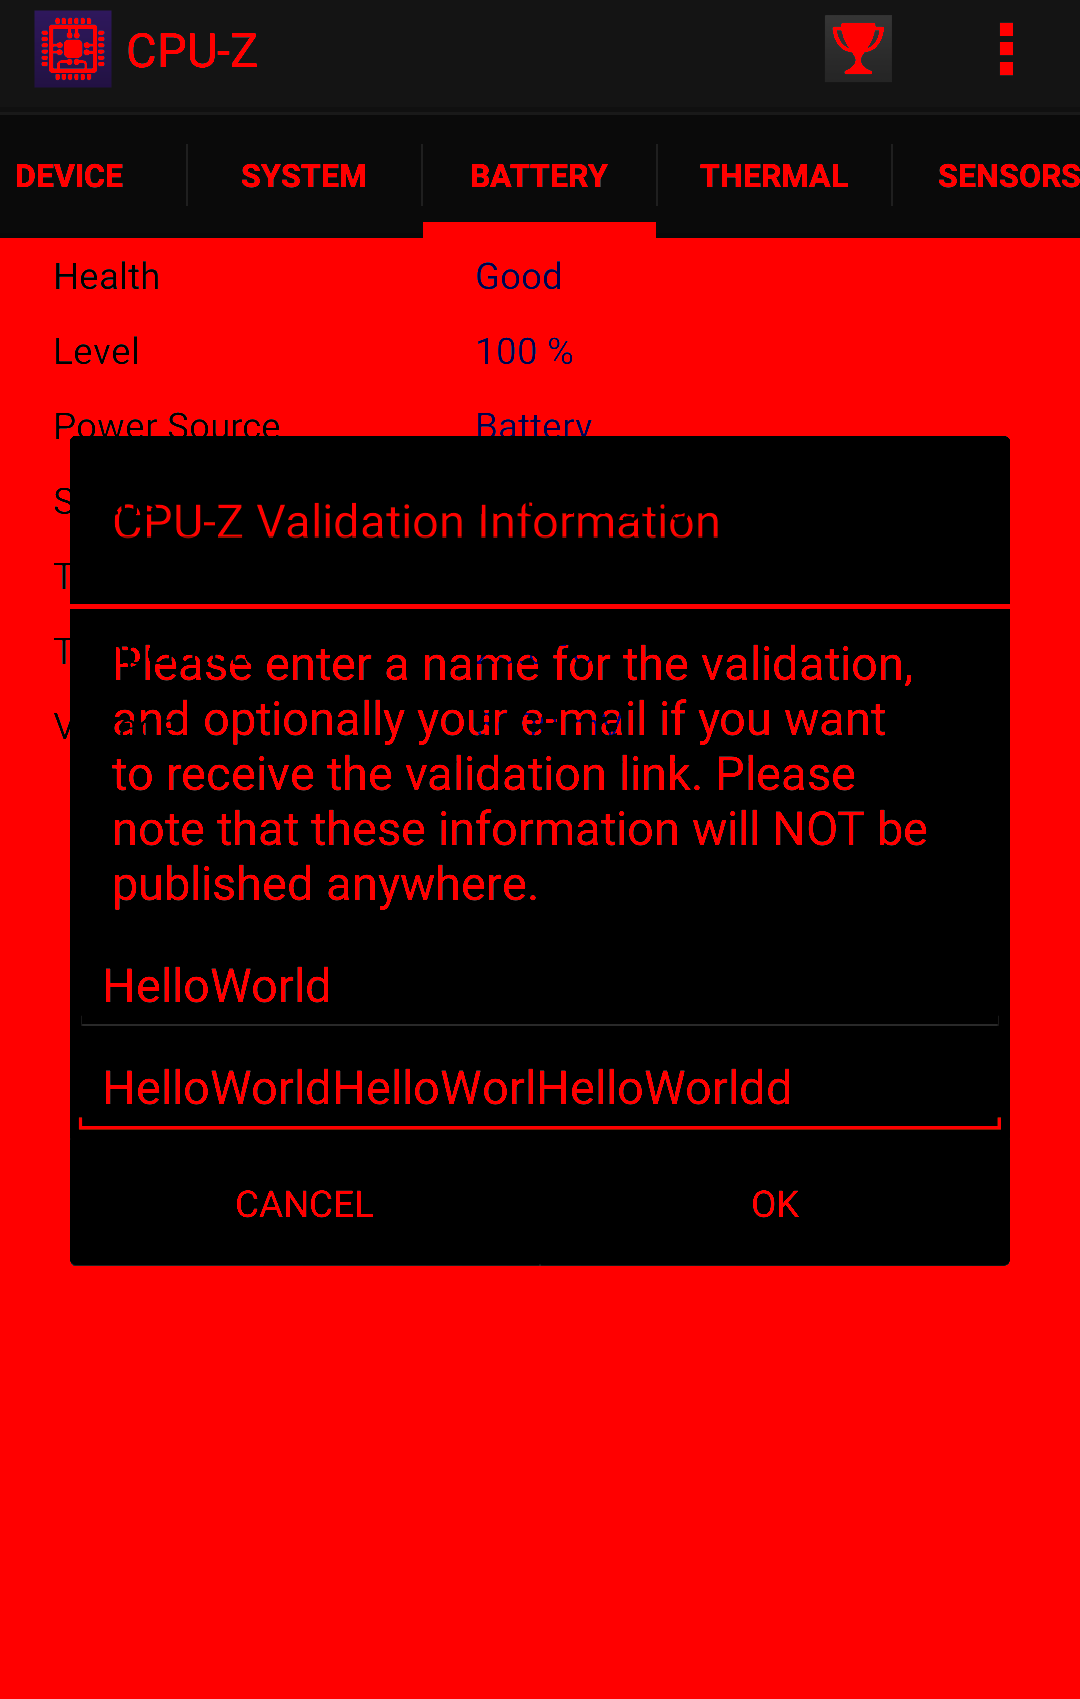 CPU-Z
DEVICE SYSTEM BATTERY THERMAL SENSORS
Health Good
Level 100 %
Power Source Battery
CPU-Z Validation Information
Please enter a name for the validation,
and optionally your e-mail if you want
to receive the validation link. Please
note that these information will NOT be
published anywhere.
HelloWorld
HelloWorldHelloWorlHelloWorldd
CANCEL OK